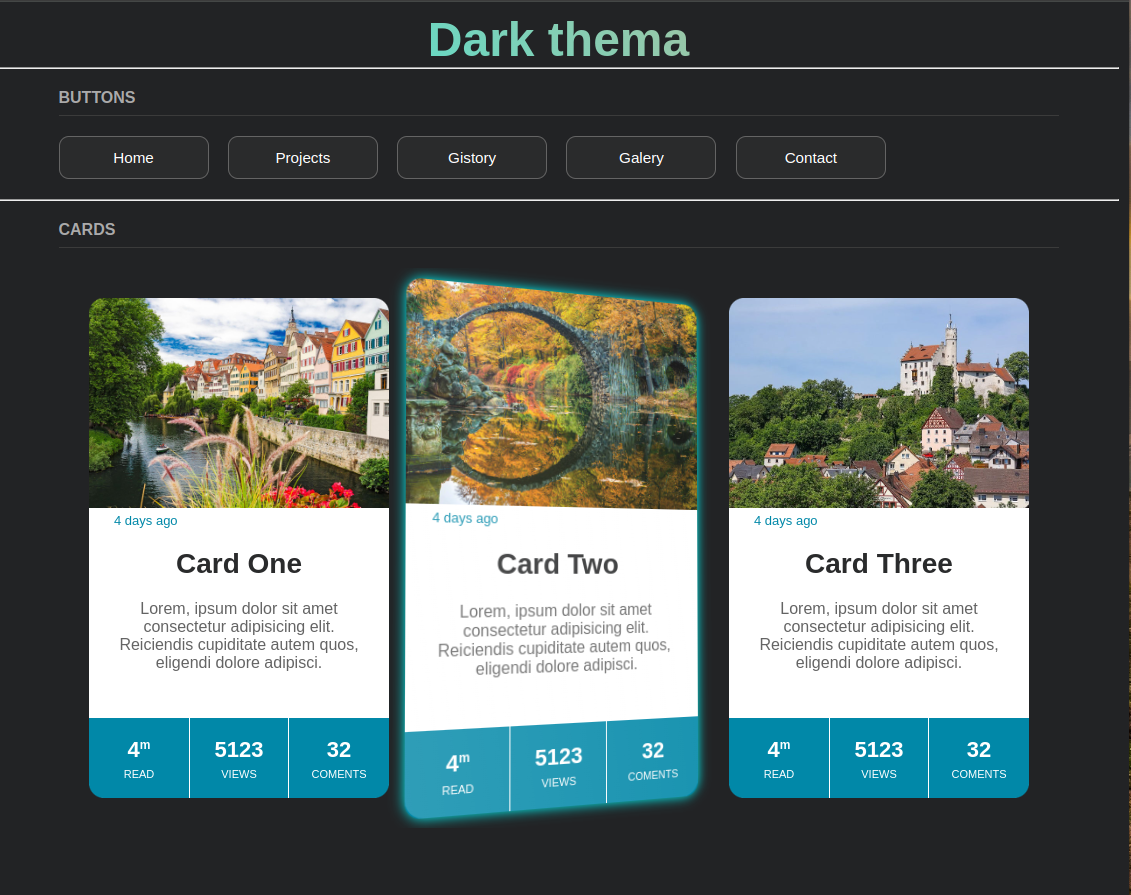 Dark thema
BUTTONS
Home
Projects
Gistory
Galery
Contact
CARDS
4 days ago
Card One
Lorem, ipsum dolor sit amet
consectetur adipisicing elit.
Reiciendis cupiditate autem quos,
eligendi dolore adipisci.
4m
READ
5123
VIEWS
32
COMENTS
4 days ago
Card Two
Lorem, ipsum dolor sit amet
consectetur adipisicing elit.
Reiciendis cupiditate autem quos,
eligendi dolore adipisci.
4m
READ
5123
VIEWS
32
COMENTS
4 days ago
Card Three
Lorem, ipsum dolor sit amet
consectetur adipisicing elit.
Reiciendis cupiditate autem quos,
eligendi dolore adipisci.
4m
READ
5123
VIEWS
32
COMENTS